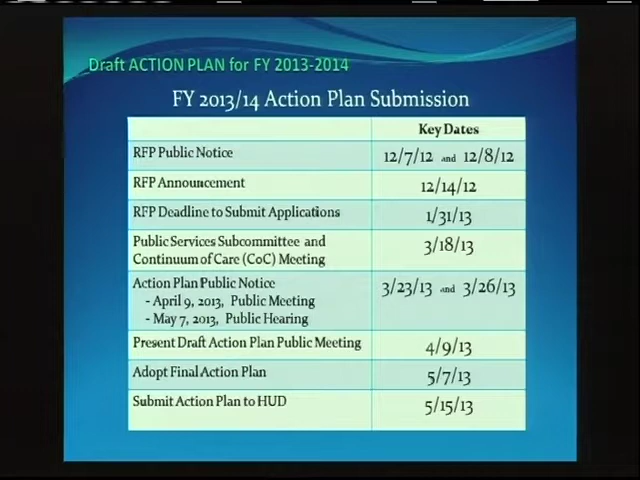 Draft ACTION PLAN for FY 2013-2014
FY 2013/14 Action Plan Submission
Key Dates
RFP Public Notice 12/7/12 and 12/8/12
RFP Announcement 12/14/12
RFP Deadline to Submit Applications 1/31/13
Public Services Subcommittee and
Continuum of Care (CoC) Meeting 3/18/13
Action Plan Public Notice 3/23/13 and 3/26/13
- April 9, 2013, Public Meeting
- May 7, 2013, Public Hearing
Present Draft Action Plan Public Meeting 4/9/13
Adopt Final Action Plan 5/7/13
Submit Action Plan to HUD 5/15/13